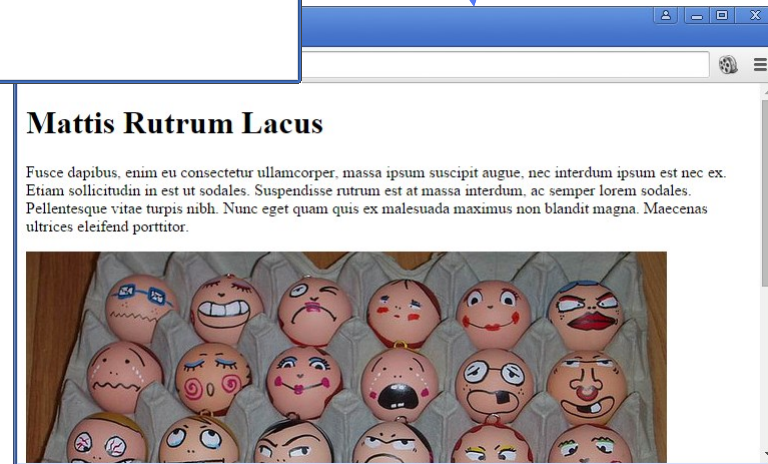 Mattis Rutrum Lacus
Fusce dapibus, enim eu consectetur ullamcorper, massa ipsum suscipit augue, nec interdum ipsum est nec ex.
Etiam sollicitudin in est ut sodales. Suspendisse rutrum est at massa interdum, ac semper lorem sodales.
Pellentesque vitae turpis nibh. Nunc eget quam quis ex malesuada maximus non blandit magna. Maecenas
ultrices eleifend porttitor.